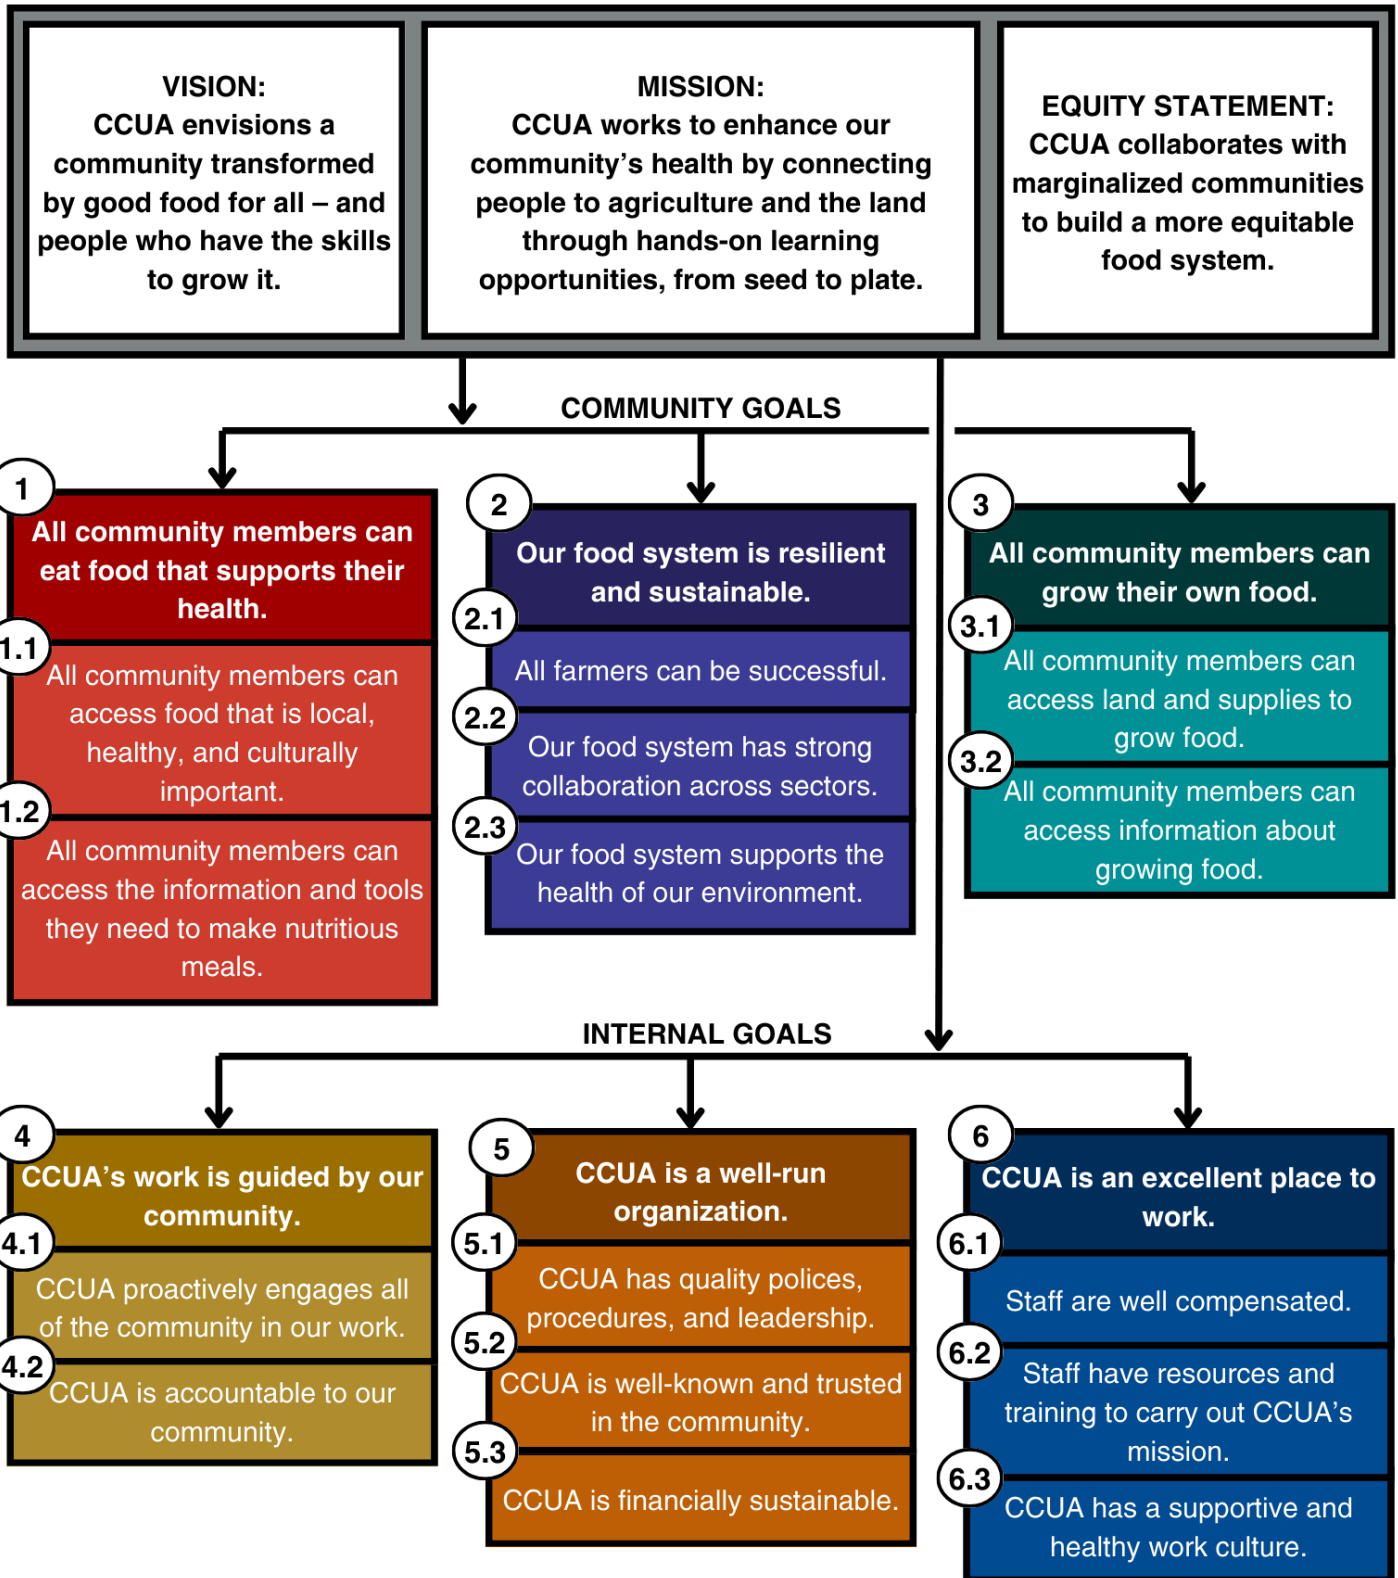 VISION:
CCUA envisions a
community transformed
by good food for all – and
people who have the skills
to grow it.
MISSION:
CCUA works to enhance our
community’s health by connecting
people to agriculture and the land
through hands-on learning
opportunities, from seed to plate.
EQUITY STATEMENT:
CCUA collaborates with
marginalized communities
to build a more equitable
food system.
COMMUNITY GOALS
1
All community members can
eat food that supports their
health.
1.1
All community members can
access food that is local,
healthy, and culturally
important.
1.2
All community members can
access the information and tools
they need to make nutritious
meals.
2
Our food system is resilient
and sustainable.
2.1
All farmers can be successful.
2.2
Our food system has strong
collaboration across sectors.
2.3
Our food system supports the
health of our environment.
3
All community members can
grow their own food.
3.1
All community members can
access land and supplies to
grow food.
3.2
All community members can
access information about
growing food.
INTERNAL GOALS
4
CCUA’s work is guided by our
community.
4.1
CCUA proactively engages all
of the community in our work.
4.2
CCUA is accountable to our
community.
5
CCUA is a well-run
organization.
5.1
CCUA has quality polices,
procedures, and leadership.
5.2
CCUA is well-known and trusted
in the community.
5.3
CCUA is financially sustainable.
6
CCUA is an excellent place to
work.
6.1
Staff are well compensated.
6.2
Staff have resources and
training to carry out CCUA’s
mission.
6.3
CCUA has a supportive and
healthy work culture.